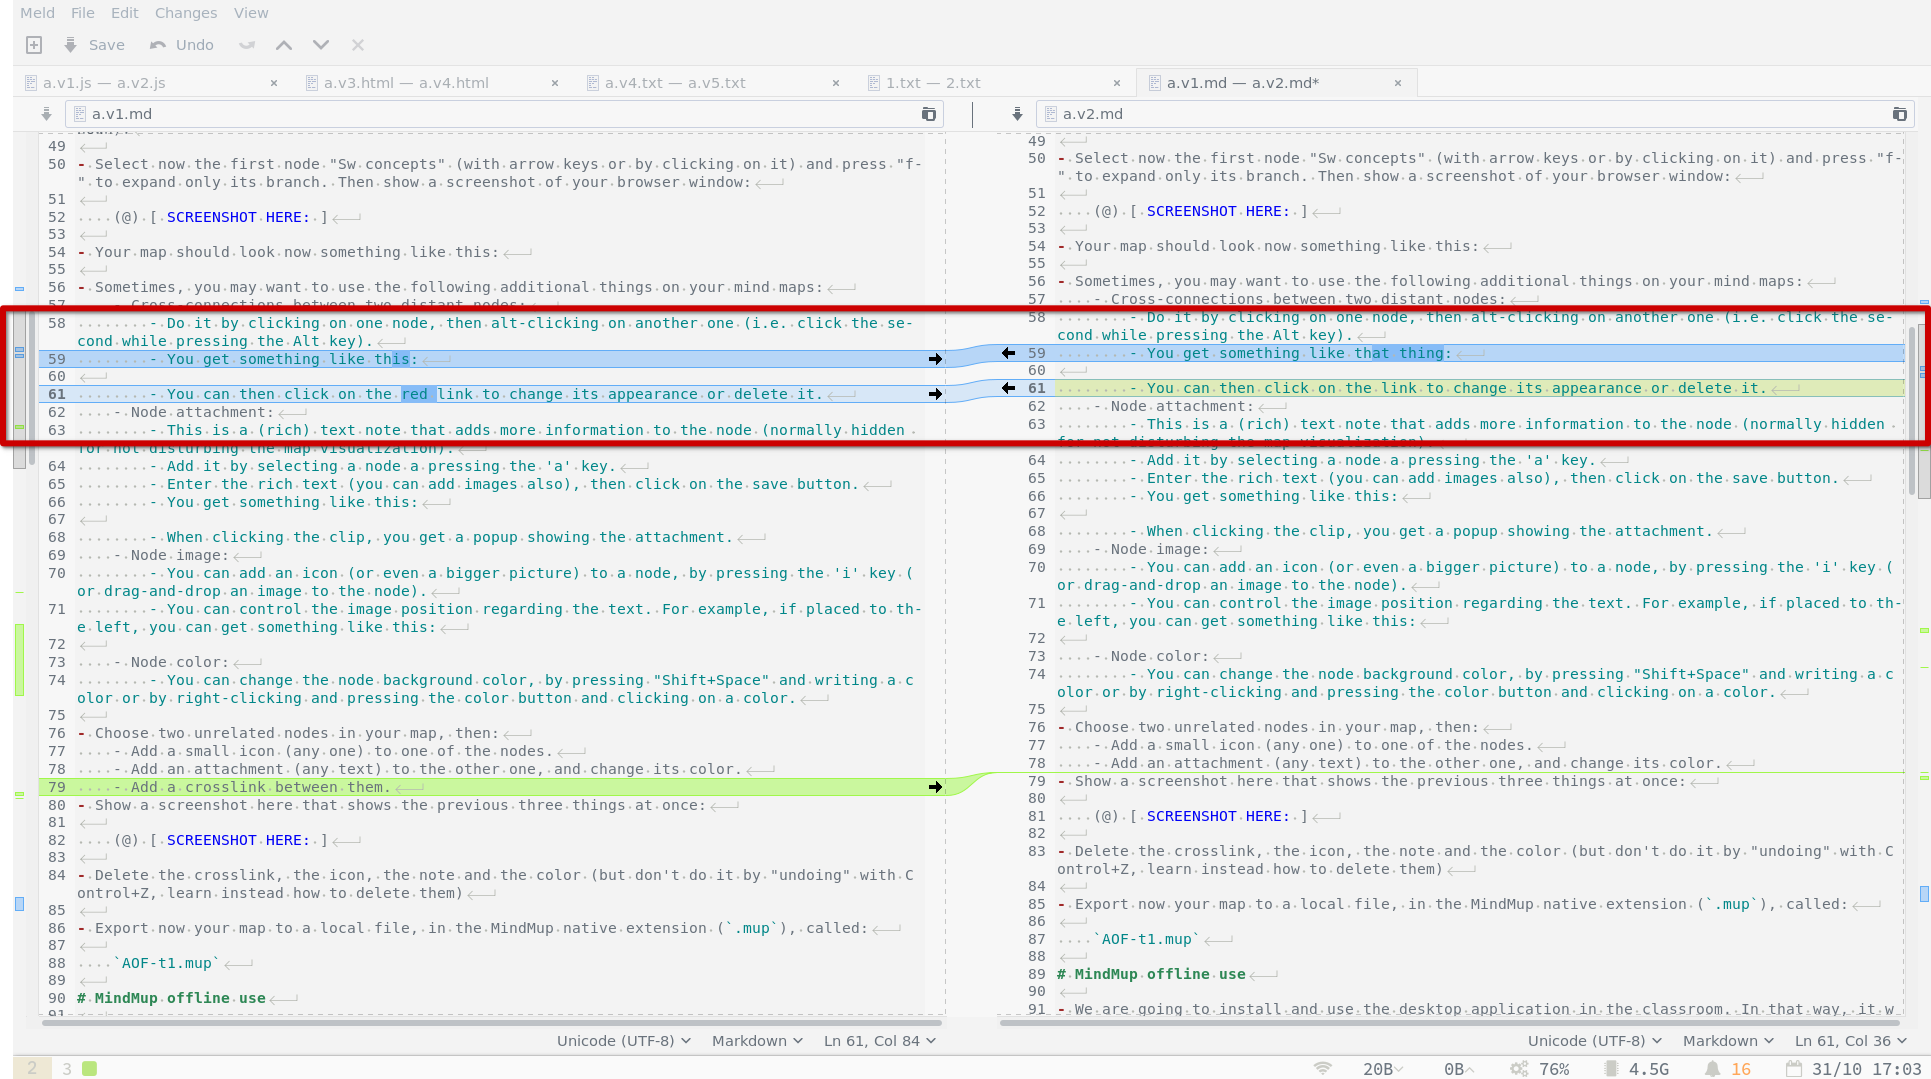 Meld File Edit Changes View
Save Undo
a.v1.js — a.v2.js
a.v3.html — a.v4.html
a.v4.txt — a.v5.txt
1.txt — 2.txt
a.v1.md — a.v2.md*
a.v1.md
49
50 - Select now the first node "Sw concepts" (with arrow keys or by clicking on it) and press "f-
" to expand only its branch. Then show a screenshot of your browser window:
51
52 (@) [ SCREENSHOT HERE: ]
53
54 - Your map should look now something like this:
55
56 - Sometimes, you may want to use the following additional things on your mind maps:
57 - Cross-connections between two distant nodes:
58 - Do it by clicking on one node, then alt-clicking on another one (i.e. click the se-
cond while pressing the Alt key).
59 - You get something like this:
60
61 - You can then click on the red link to change its appearance or delete it.
62 - Node attachment:
63 - This is a (rich) text note that adds more information to the node (normally hidden
for not disturbing the map visualization).
64 - Add it by selecting a node a pressing the 'a' key.
65 - Enter the rich text (you can add images also), then click on the save button.
66 - You get something like this:
67
68 - When clicking the clip, you get a popup showing the attachment.
69 - Node image:
70 - You can add an icon (or even a bigger picture) to a node, by pressing the 'i' key (
or drag-and-drop an image to the node).
71 - You can control the image position regarding the text. For example, if placed to th-
e left, you can get something like this:
72
73 - Node color:
74 - You can change the node background color, by pressing "Shift+Space" and writing a c
olor or by right-clicking and pressing the color button and clicking on a color.
75
76 - Choose two unrelated nodes in your map, then:
77 - Add a small icon (any one) to one of the nodes.
78 - Add an attachment (any text) to the other one, and change its color.
79 - Add a crosslink between them.
80 - Show a screenshot here that shows the previous three things at once:
81
82 (@) [ SCREENSHOT HERE: ]
83
84 - Delete the crosslink, the icon, the note and the color (but don't do it by "undoing" with C
ontrol+Z, learn instead how to delete them)
85
86 - Export now your map to a local file, in the MindMup native extension (`.mup`), called:
87
88 `AOF-t1.mup`
89
90 # MindMup offline use
91
Unicode (UTF-8) Markdown Ln 61, Col 84
a.v2.md
49
50 - Select now the first node "Sw concepts" (with arrow keys or by clicking on it) and press "f-
" to expand only its branch. Then show a screenshot of your browser window:
51
52 (@) [ SCREENSHOT HERE: ]
53
54 - Your map should look now something like this:
55
56 - Sometimes, you may want to use the following additional things on your mind maps:
57 - Cross-connections between two distant nodes:
58 - Do it by clicking on one node, then alt-clicking on another one (i.e. click the se-
cond while pressing the Alt key).
59 - You get something like that thing:
60
61 - You can then click on the link to change its appearance or delete it.
62 - Node attachment:
63 - This is a (rich) text note that adds more information to the node (normally hidden
for not disturbing the map visualization).
64 - Add it by selecting a node a pressing the 'a' key.
65 - Enter the rich text (you can add images also), then click on the save button.
66 - You get something like this:
67
68 - When clicking the clip, you get a popup showing the attachment.
69 - Node image:
70 - You can add an icon (or even a bigger picture) to a node, by pressing the 'i' key (
or drag-and-drop an image to the node).
71 - You can control the image position regarding the text. For example, if placed to th-
e left, you can get something like this:
72
73 - Node color:
74 - You can change the node background color, by pressing "Shift+Space" and writing a c
olor or by right-clicking and pressing the color button and clicking on a color.
75
76 - Choose two unrelated nodes in your map, then:
77 - Add a small icon (any one) to one of the nodes.
78 - Add an attachment (any text) to the other one, and change its color.
79 - Show a screenshot here that shows the previous three things at once:
80
81 (@) [ SCREENSHOT HERE: ]
82
83 - Delete the crosslink, the icon, the note and the color (but don't do it by "undoing" with C
ontrol+Z, learn instead how to delete them)
84
85 - Export now your map to a local file, in the MindMup native extension (`.mup`), called:
86
87 `AOF-t1.mup`
88
89 # MindMup offline use
90
91 - We are going to install and use the desktop application in the classroom. In that way, it w
Unicode (UTF-8) Markdown Ln 61, Col 36
2 3 20B 0B 76% 4.5G 16 31/10 17:03